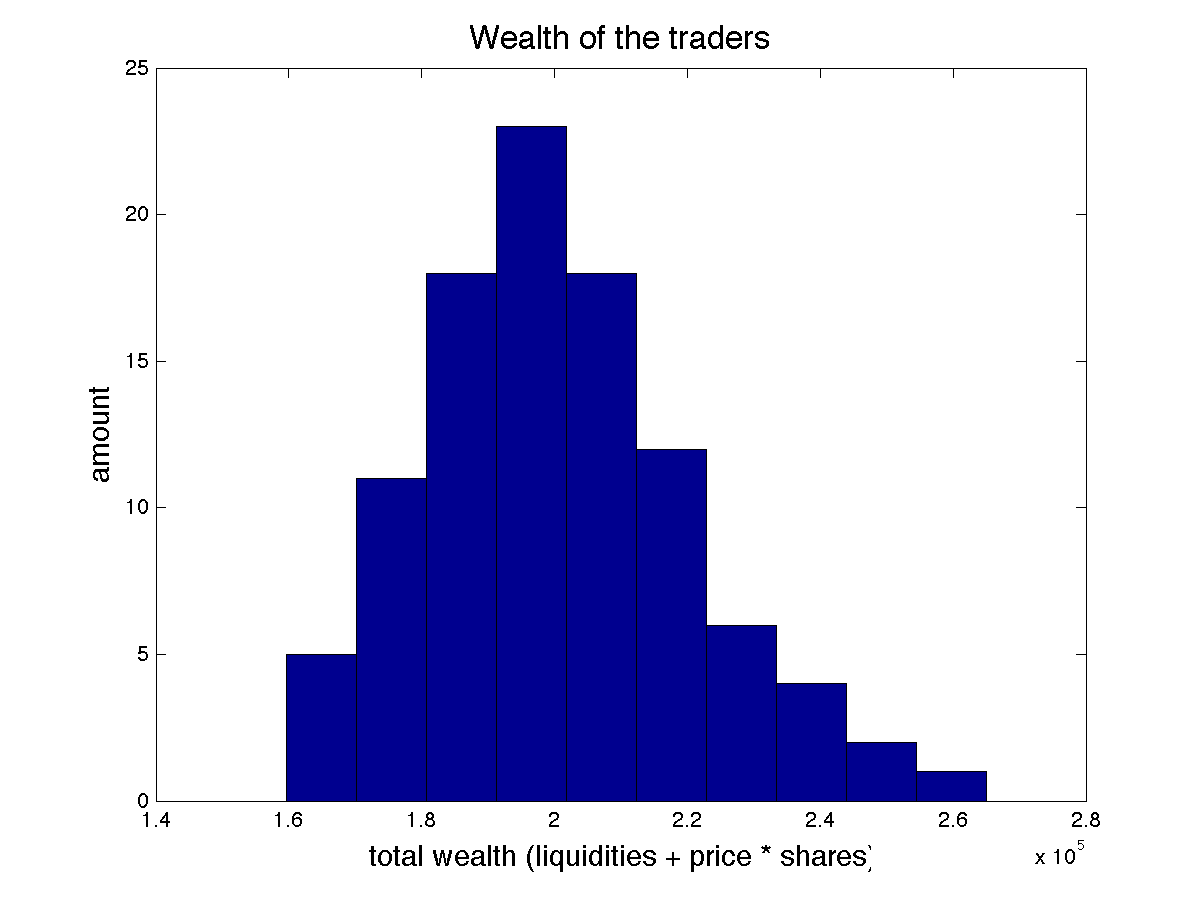 Wealth of the traders
25
20
15
10
5
0
amount
1.4 1.6 1.8 2 2.2 2.4 2.6 2.8
total wealth (liquidities + price * shares)
x 10^5